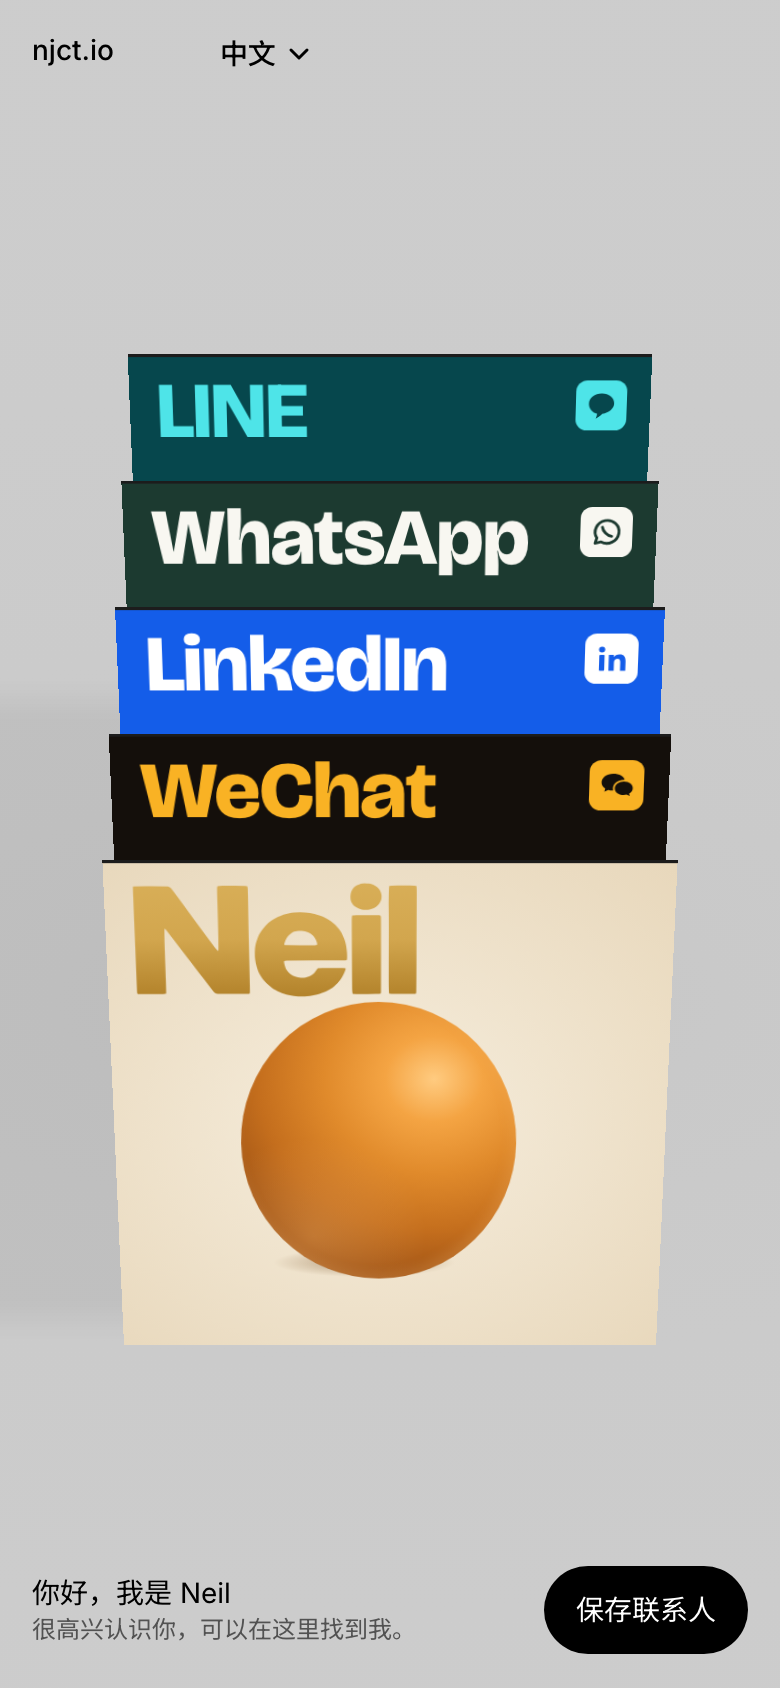 njct.io
中文
LINE
WhatsApp
LinkedIn
in
WeChat
Neil
你好，我是 Neil
很高兴认识你，可以在这里找到我。
保存联系人